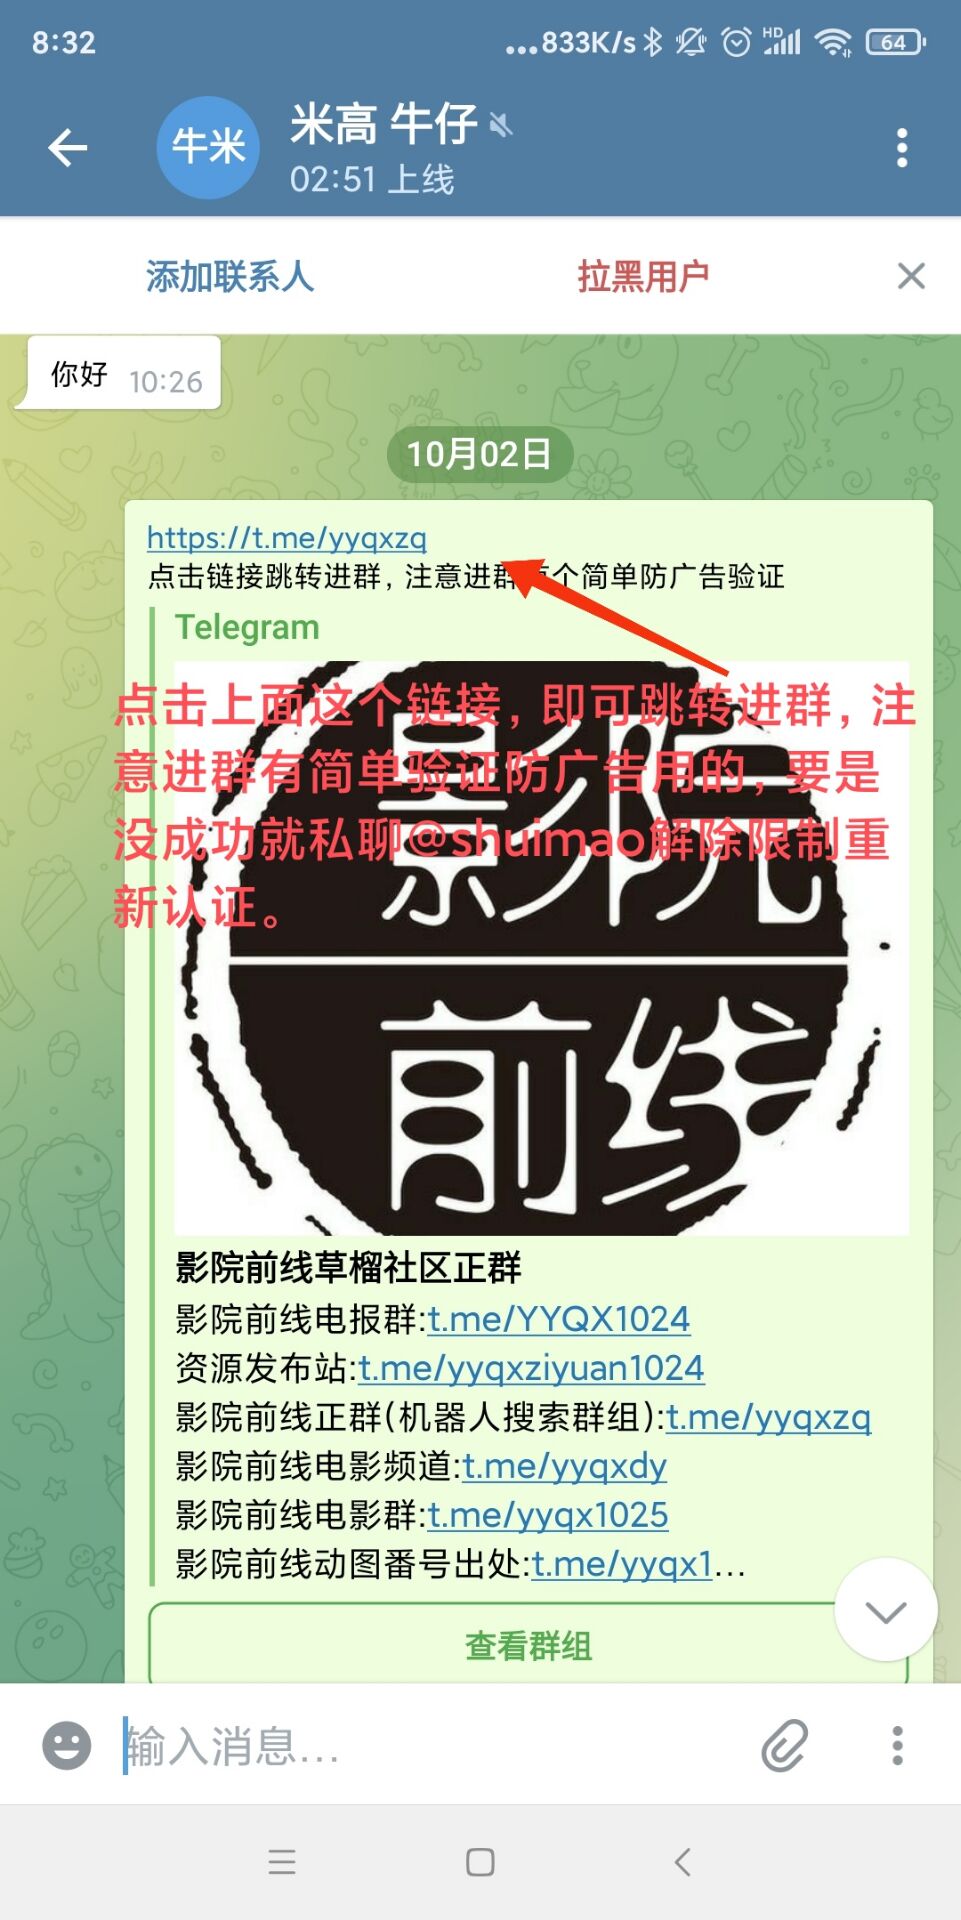 8:32
...833K/s HD 64
牛米
米高 牛仔
02:51 上线
添加联系人
拉黑用户
你好 10:26
10月02日
https://t.me/yyqxzq
点击链接跳转进群，注意进群有个简单防广告验证
Telegram
点击上面这个链接，即可跳转进群，注
意进群有简单验证防广告用的，要是
没成功就私聊@shuimao解除限制重
新认证。
影院
前线
影院前线草榴社区正群
影院前线电报群:t.me/YYQX1024
资源发布站:t.me/yyqxziyuan1024
影院前线正群(机器人搜索群组):t.me/yyqxzq
影院前线电影频道:t.me/yyqxdy
影院前线电影群:t.me/yyqx1025
影院前线动图番号出处:t.me/yyqx1...
查看群组
输入消息...